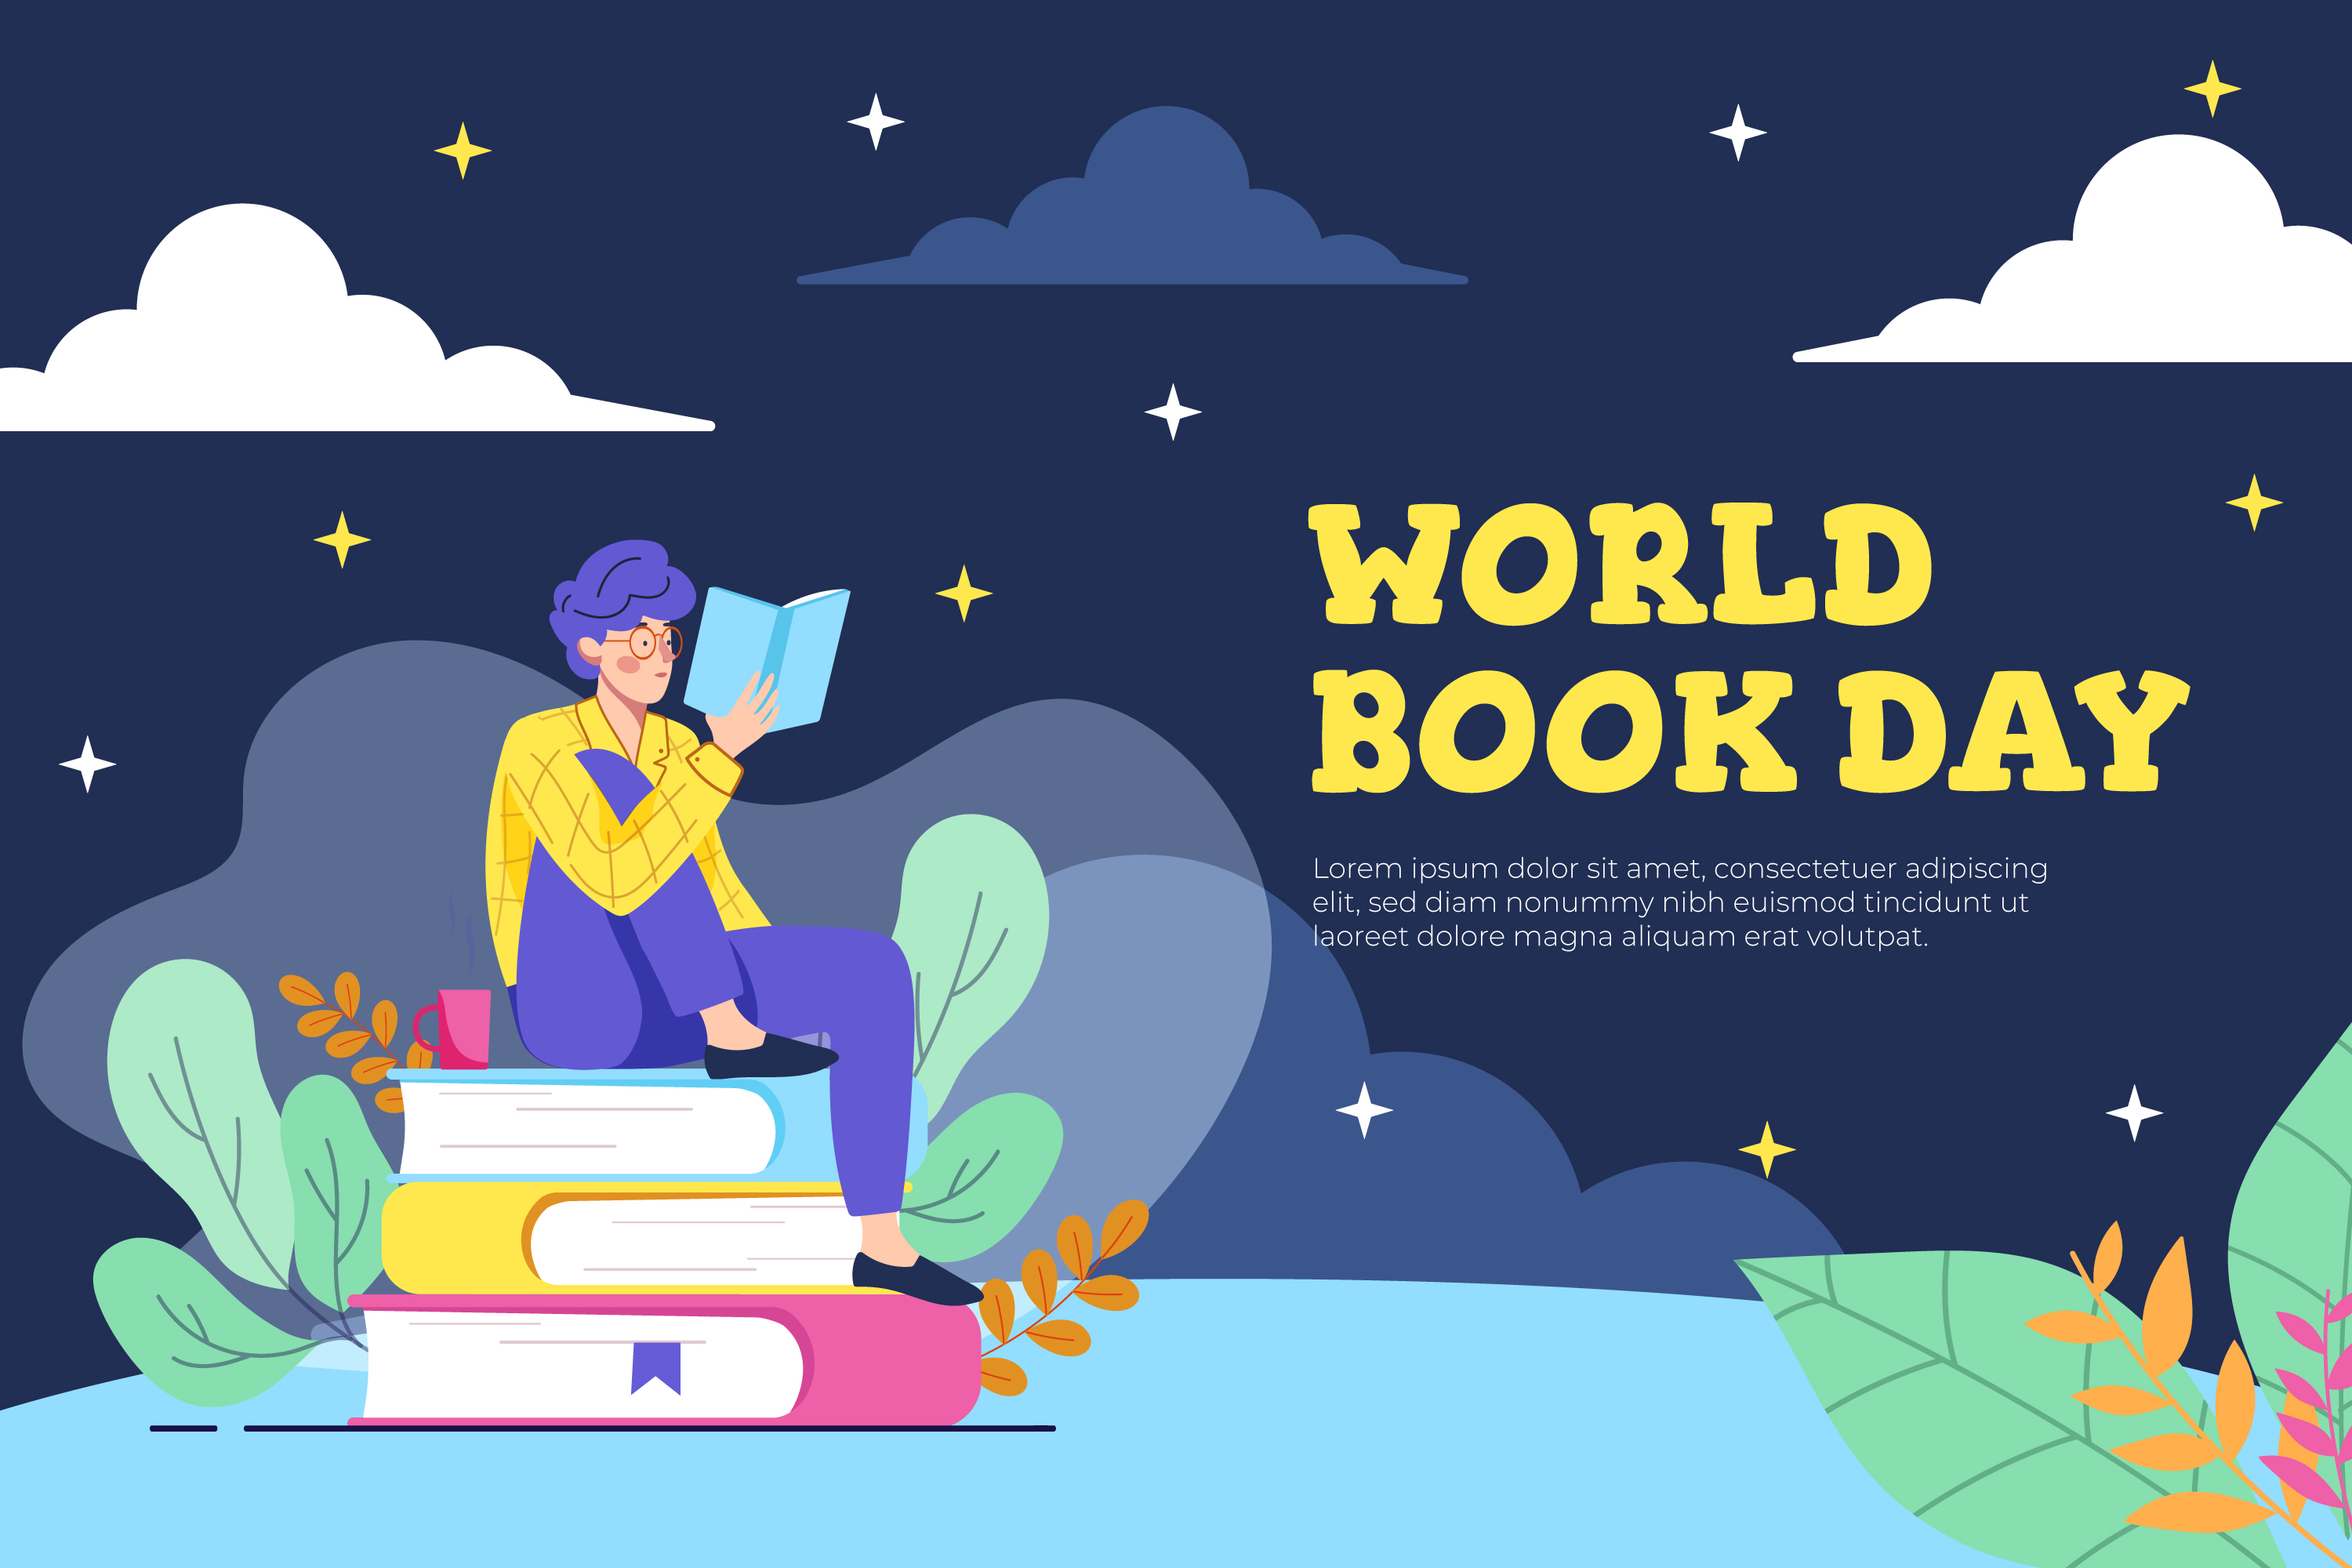 WORLD
BOOK DAY
Lorem ipsum dolor sit amet, consectetuer adipiscing
elit, sed diam nonummy nibh euismod tincidunt ut
laoreet dolore magna aliquam erat volutpat.